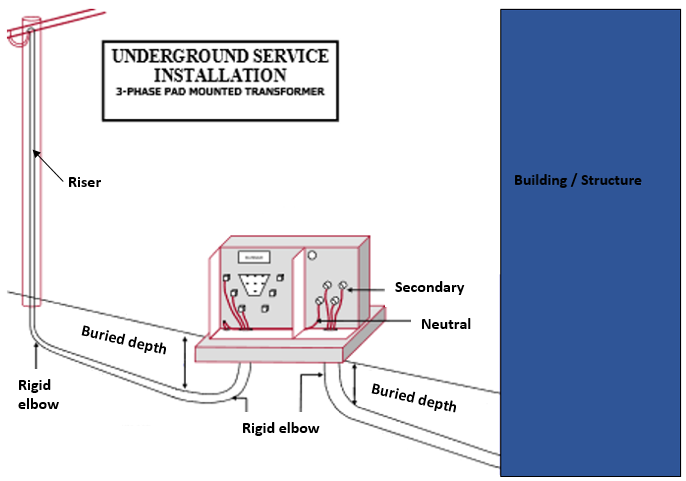 UNDERGROUND SERVICE
INSTALLATION
3-PHASE PAD MOUNTED TRANSFORMER
Riser
Building / Structure
Secondary
Neutral
Buried depth
Buried depth
Rigid
elbow
Rigid elbow